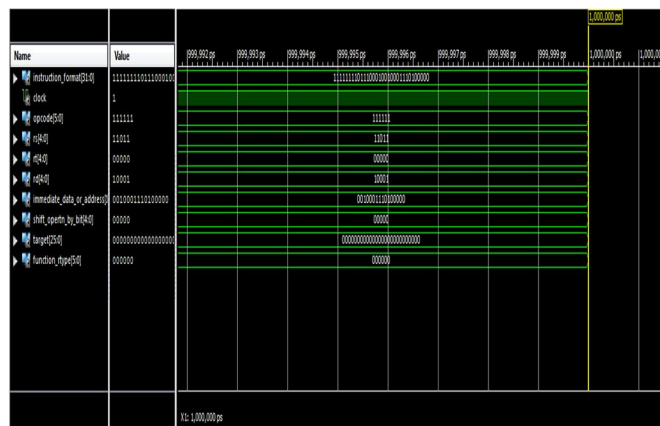 1,000,000 ps
Name Value 999,992 ps 999,993 ps 999,994 ps 999,995 ps 999,996 ps 999,997 ps 999,998 ps 999,999 ps 1,000,000 ps
instruction_format[31:0]
clock 1
opcode[5:0] 111111 111111
rs[4:0] 11011 11011
rt[4:0] 00000 00000
rd[4:0] 10001 10001
immediate_data_or_address[ 0010001110100000 0010001110100000
shift_opertn_by_bit[4:0] 00000 00000
target[25:0]
function_rtype[5:0] 000000 000000
X1: 1,000,000 ps